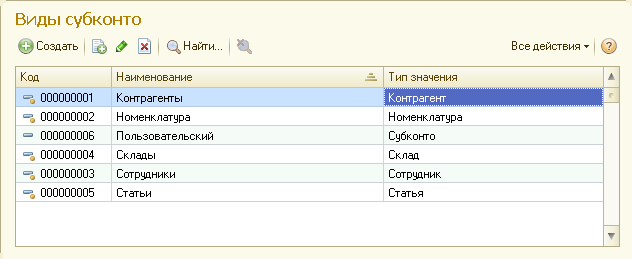 Виды субконто
Создать Найти... Все действия ?
Код Наименование Тип значения
000000001 Контрагенты Контрагент
000000002 Номенклатура Номенклатура
000000006 Пользовательский Субконто
000000004 Склады Склад
000000003 Сотрудники Сотрудник
000000005 Статьи Статья